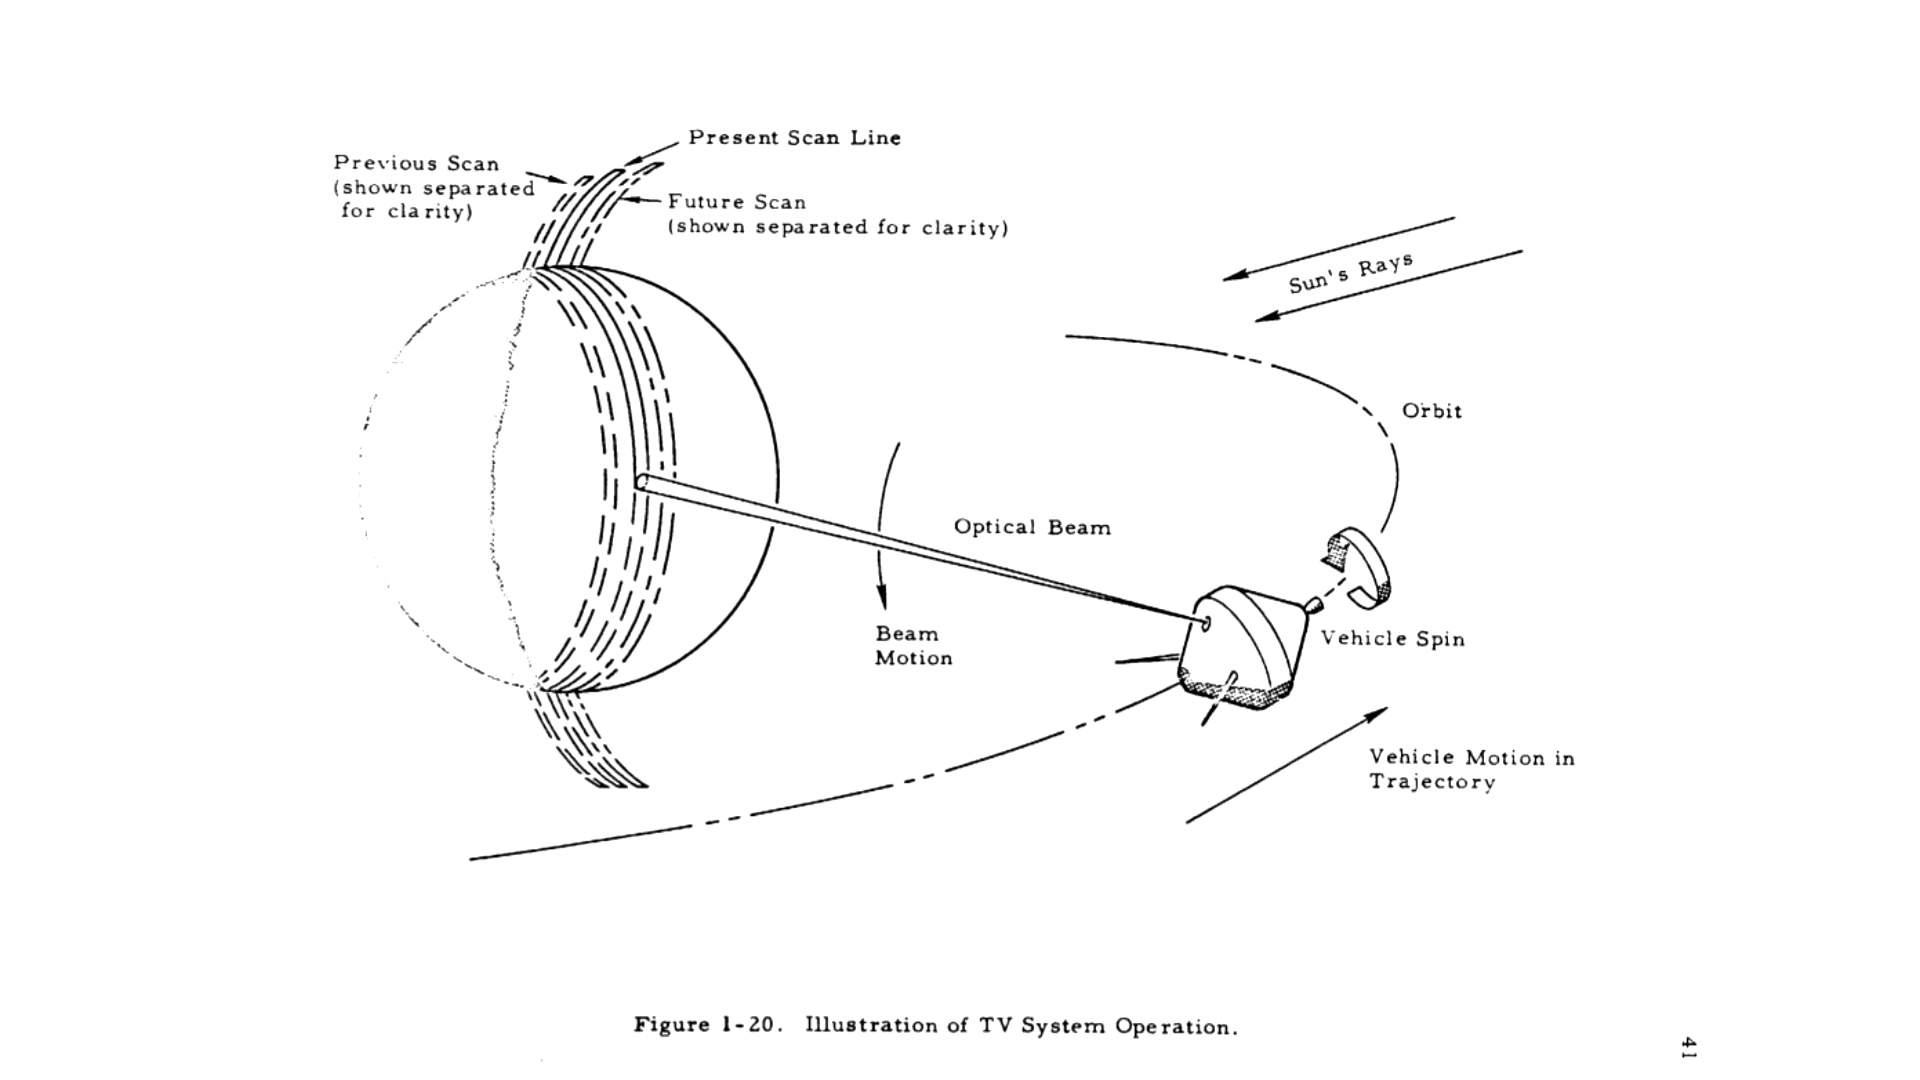 Present Scan Line
Previous Scan
(shown separated
for clarity)
Future Scan
(shown separated for clarity)
Sun's Rays
Orbit
Optical Beam
Beam
Motion
Vehicle Spin
Vehicle Motion in
Trajectory
Figure 1-20. Illustration of TV System Operation.
41